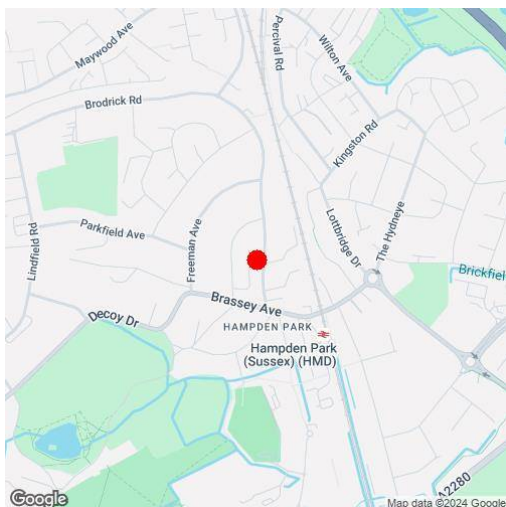 Maywood Ave
Percival Rd
Wilton Ave
Brodrick Rd
Kingston Rd
Lindfield Rd
Parkfield Ave
Freeman Ave
Lottbridge Dr
The Hydneye
Brickfiel
Decoy Dr
Brassey Ave
HAMPDEN PARK
Hampden Park
(Sussex) (HMD)
A2280
Google
Map data ©2024 Google